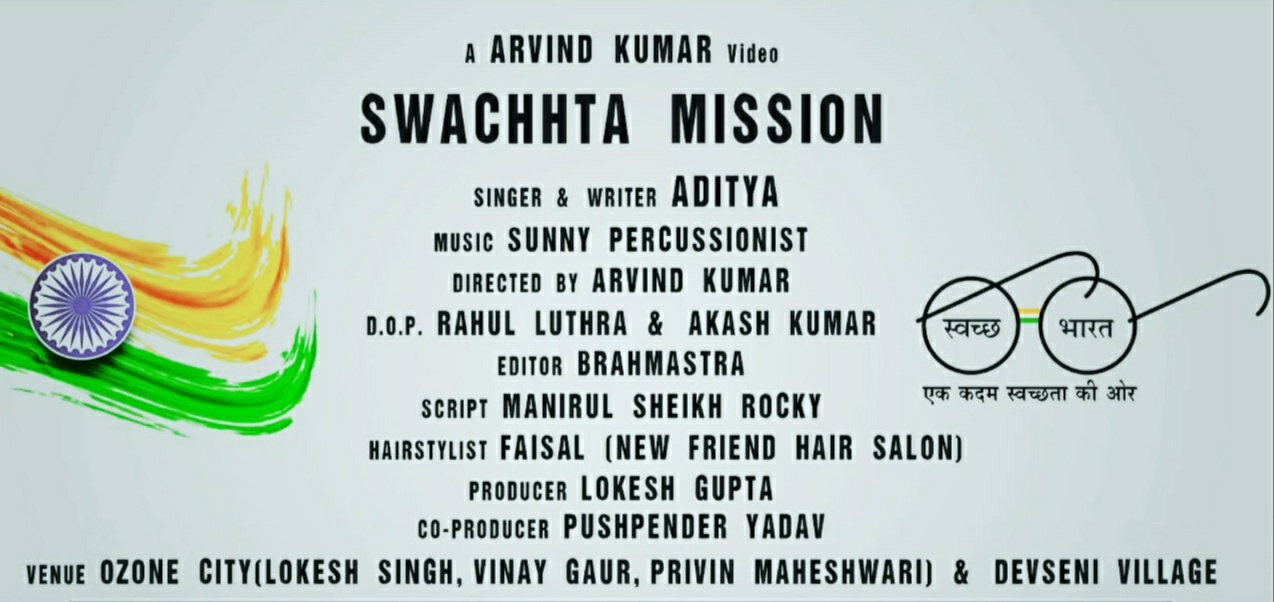 A ARVIND KUMAR Video
SWACHHTA MISSION
SINGER & WRITER ADITYA
MUSIC SUNNY PERCUSSIONIST
DIRECTED BY ARVIND KUMAR
D.O.P. RAHUL LUTHRA & AKASH KUMAR
EDITOR BRAHMASTRA
SCRIPT MANIRUL SHEIKH ROCKY
HAIRSTYLIST FAISAL (NEW FRIEND HAIR SALON)
PRODUCER LOKESH GUPTA
CO-PRODUCER PUSHPENDER YADAV
VENUE OZONE CITY(LOKESH SINGH, VINAY GAUR, PRIVIN MAHESHWARI) & DEVSENI VILLAGE
स्वच्छ भारत
एक कदम स्वच्छता की ओर